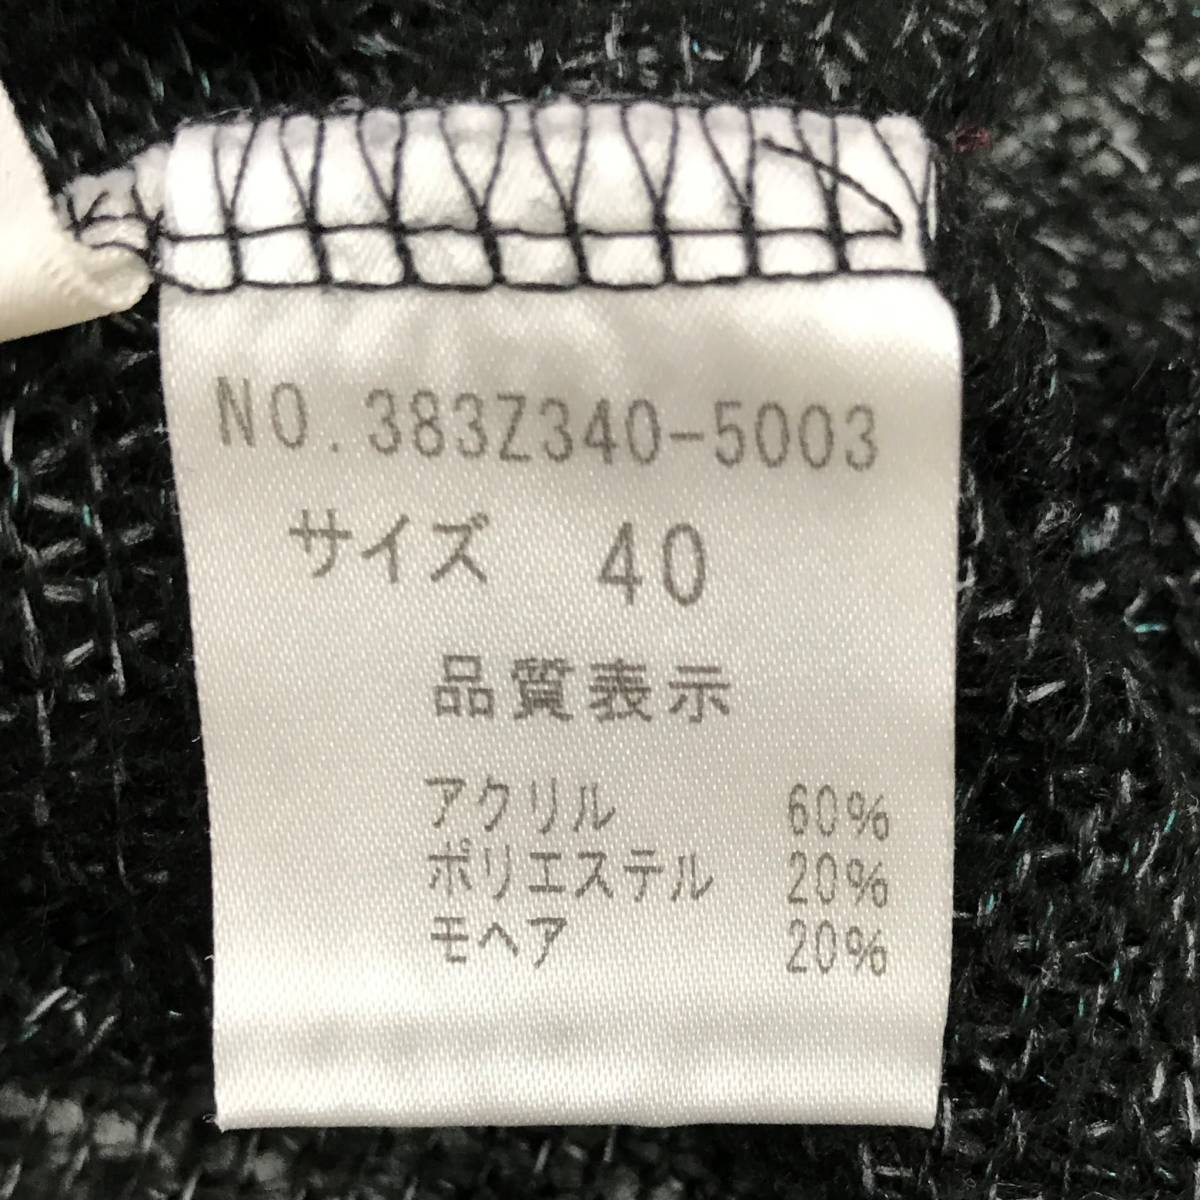 NO.383Z340-5003
サイズ 40
品質表示
アクリル 60%
ポリエステル 20%
モヘア 20%